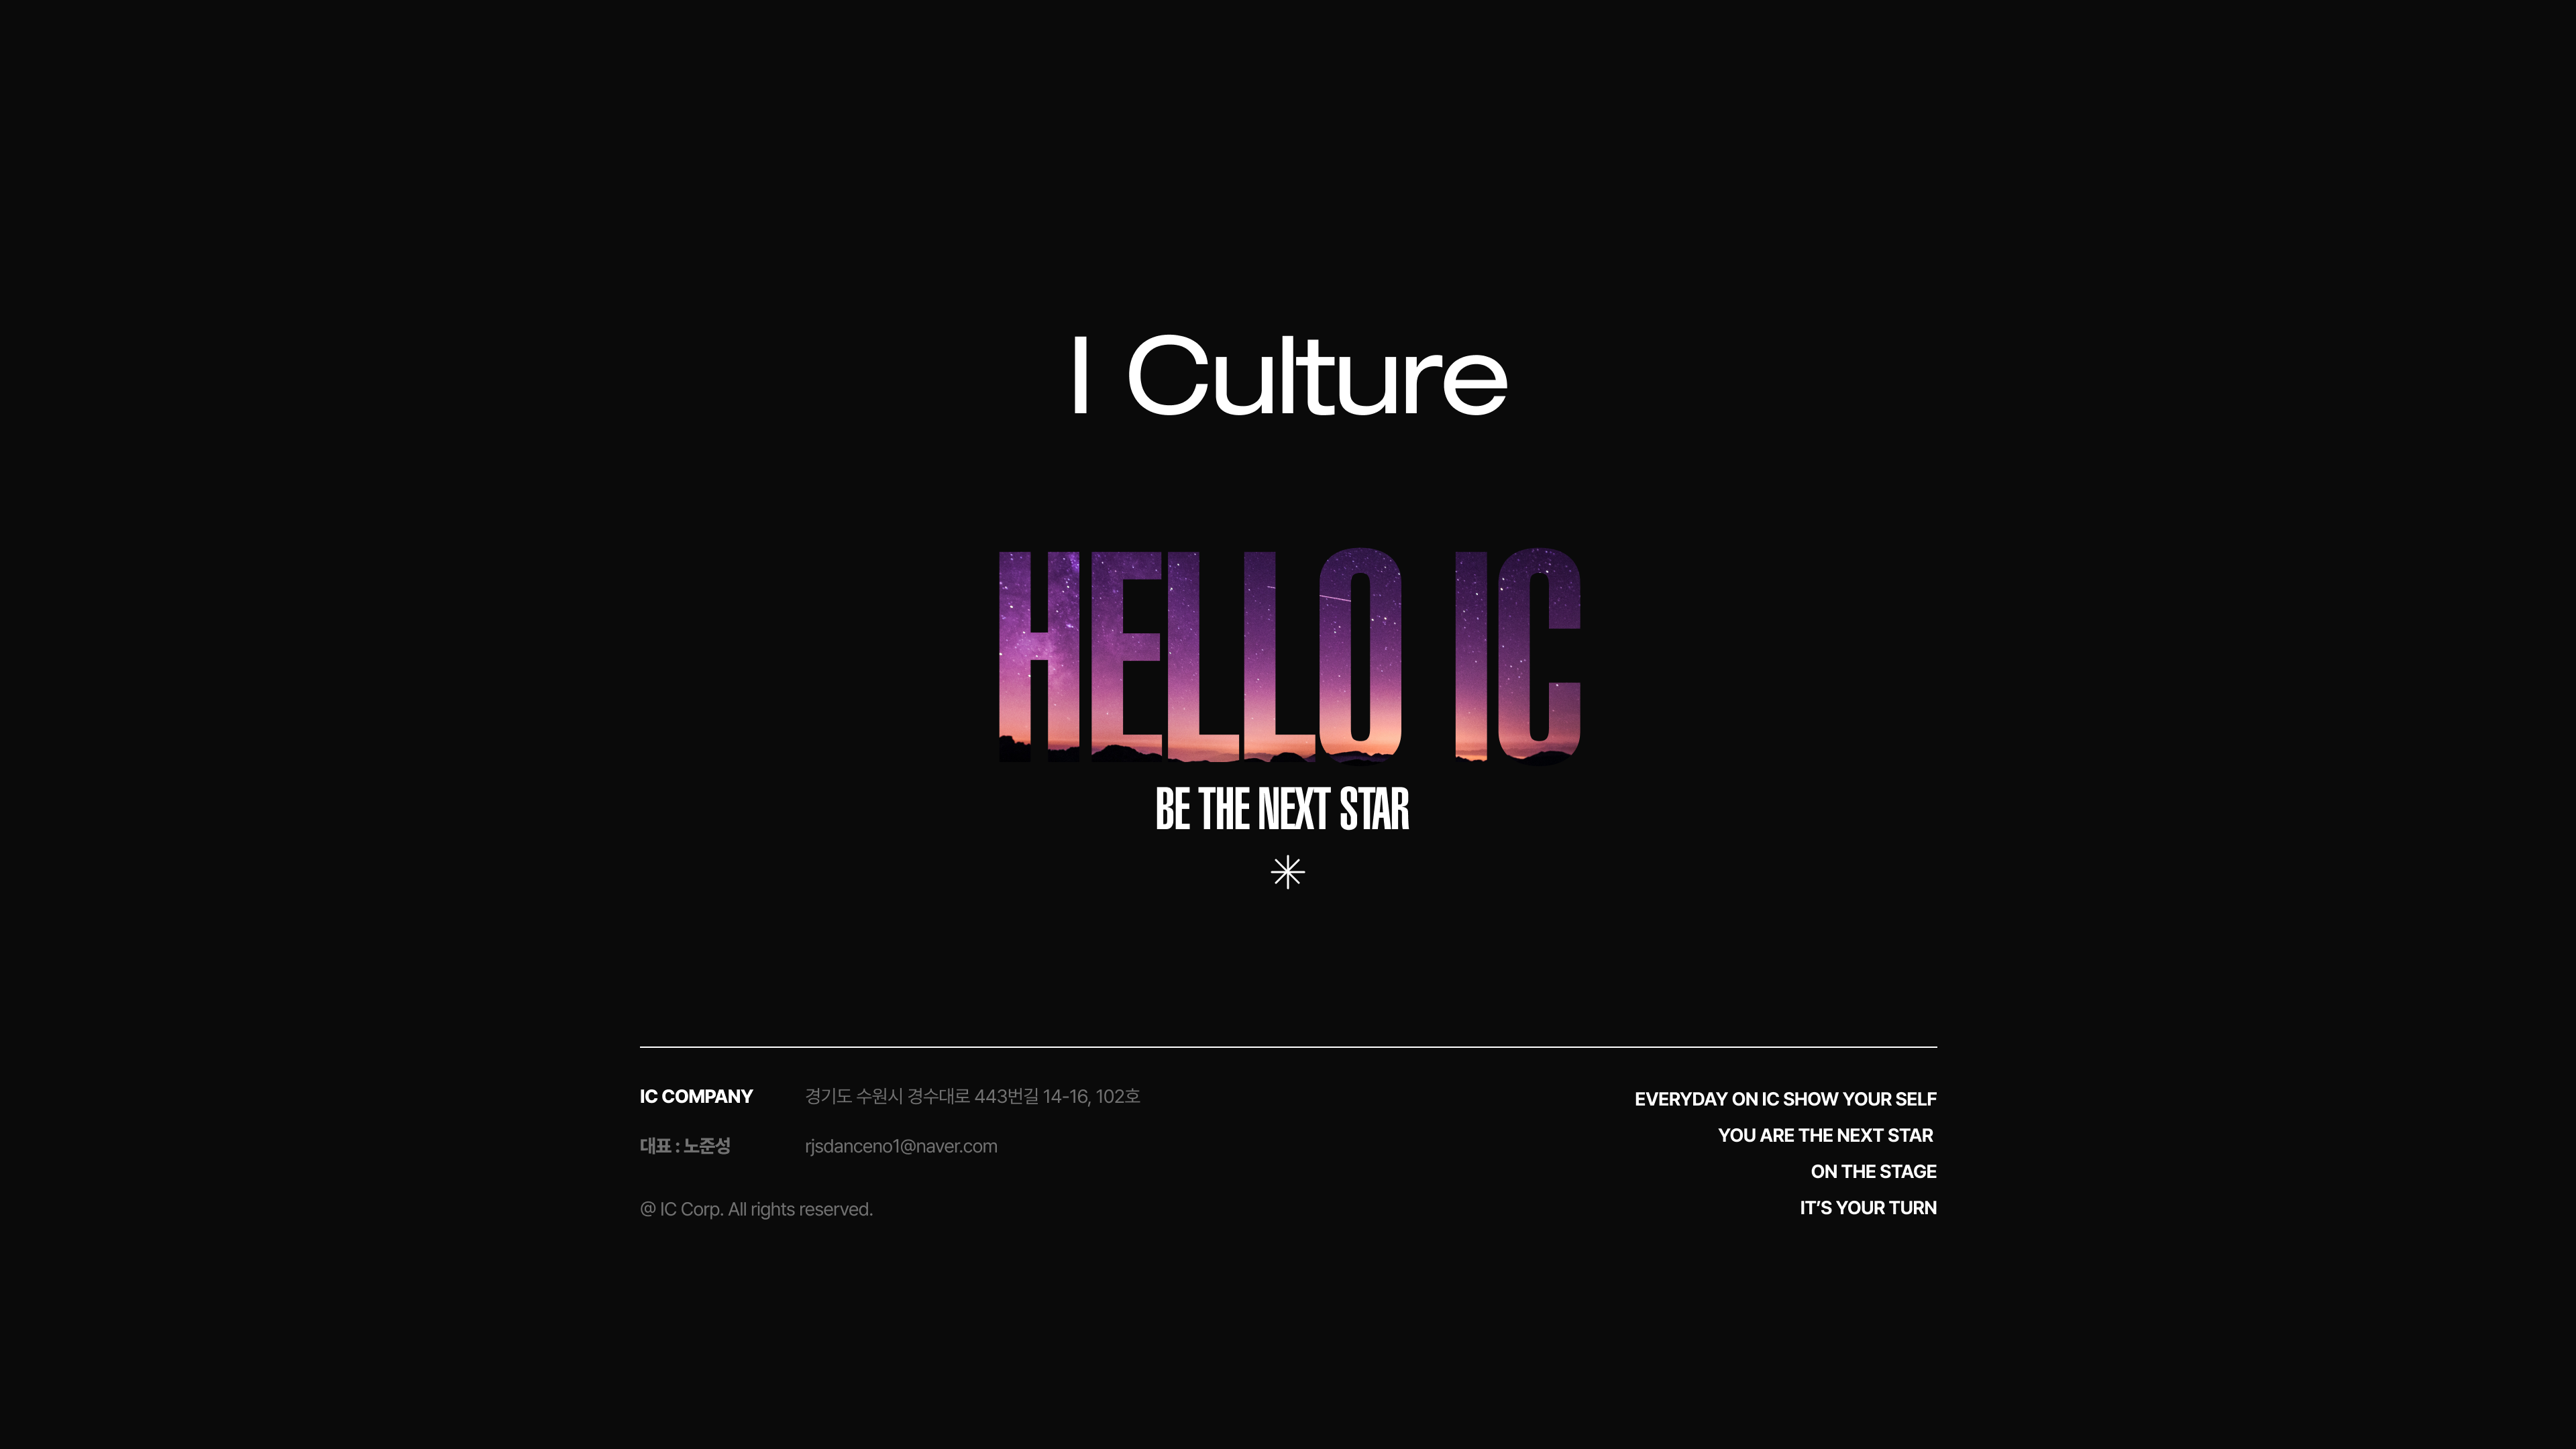 I Culture
HELLO IC
BE THE NEXT STAR
IC COMPANY 경기도 수원시 경수대로 443번길 14-16, 102호
대표 : 노준성 rjsdanceno1@naver.com
@ IC Corp. All rights reserved.
EVERYDAY ON IC SHOW YOUR SELF
YOU ARE THE NEXT STAR
ON THE STAGE
IT'S YOUR TURN